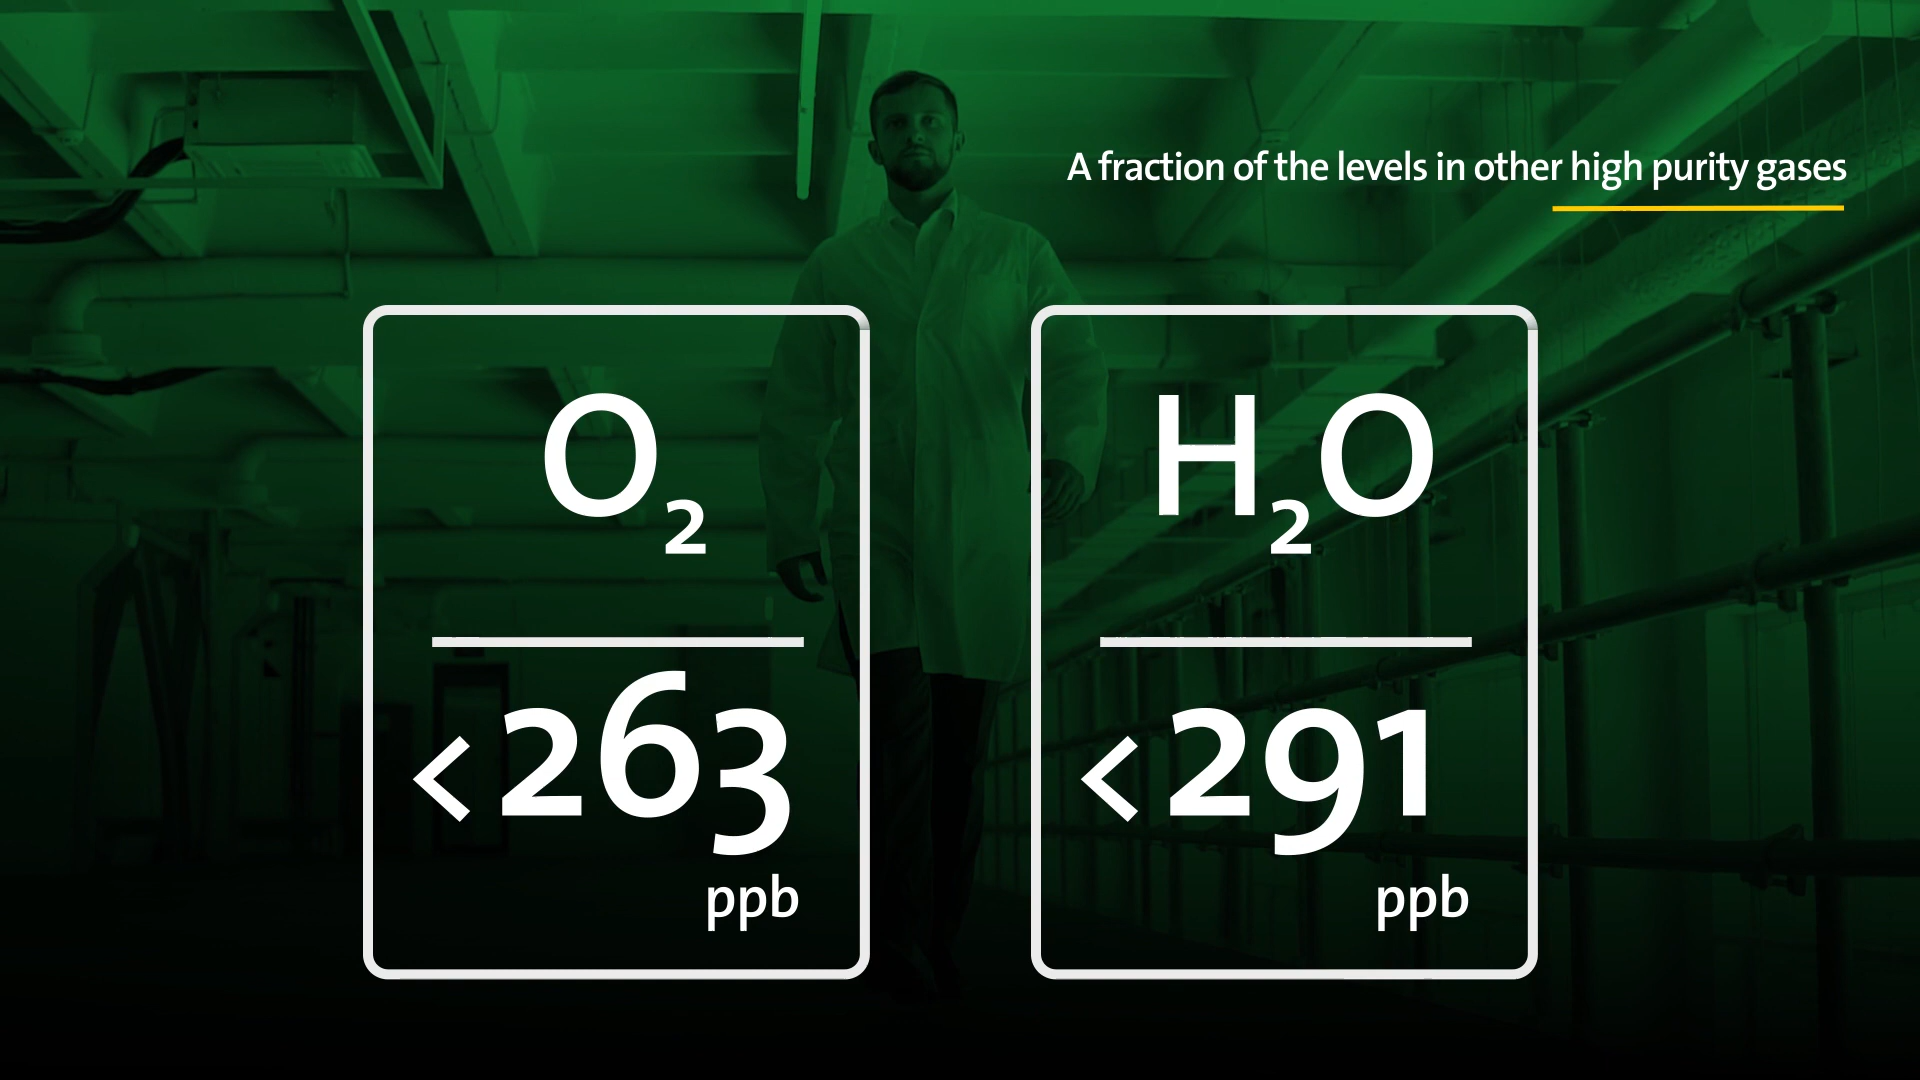 A fraction of the levels in other high purity gases
O₂
<263
ppb
H₂O
<291
ppb